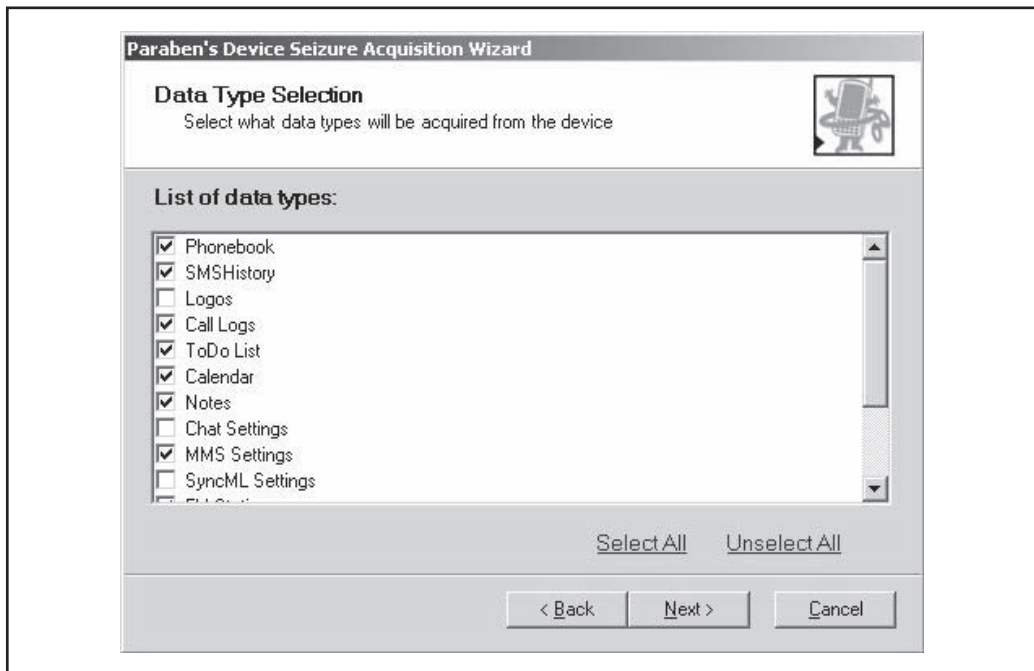 Paraben's Device Seizure Acquisition Wizard
Data Type Selection
Select what data types will be acquired from the device
List of data types:
Phonebook
SMSHistory
Logos
Call Logs
ToDo List
Calendar
Notes
Chat Settings
MMS Settings
SyncML Settings
Select All Unselect All
< Back Next > Cancel